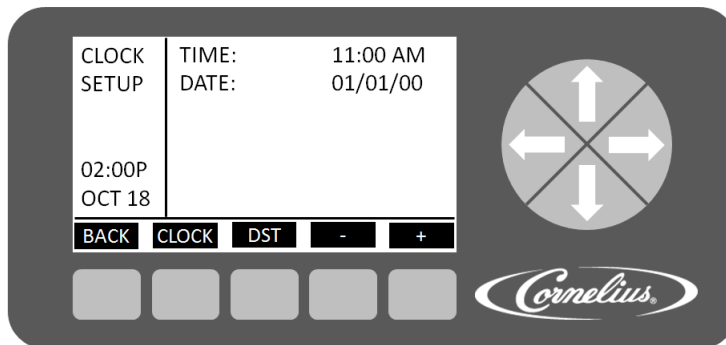 CLOCK
SETUP
TIME: 11:00 AM
DATE: 01/01/00
02:00P
OCT 18
BACK CLOCK DST - +
Cornelius®